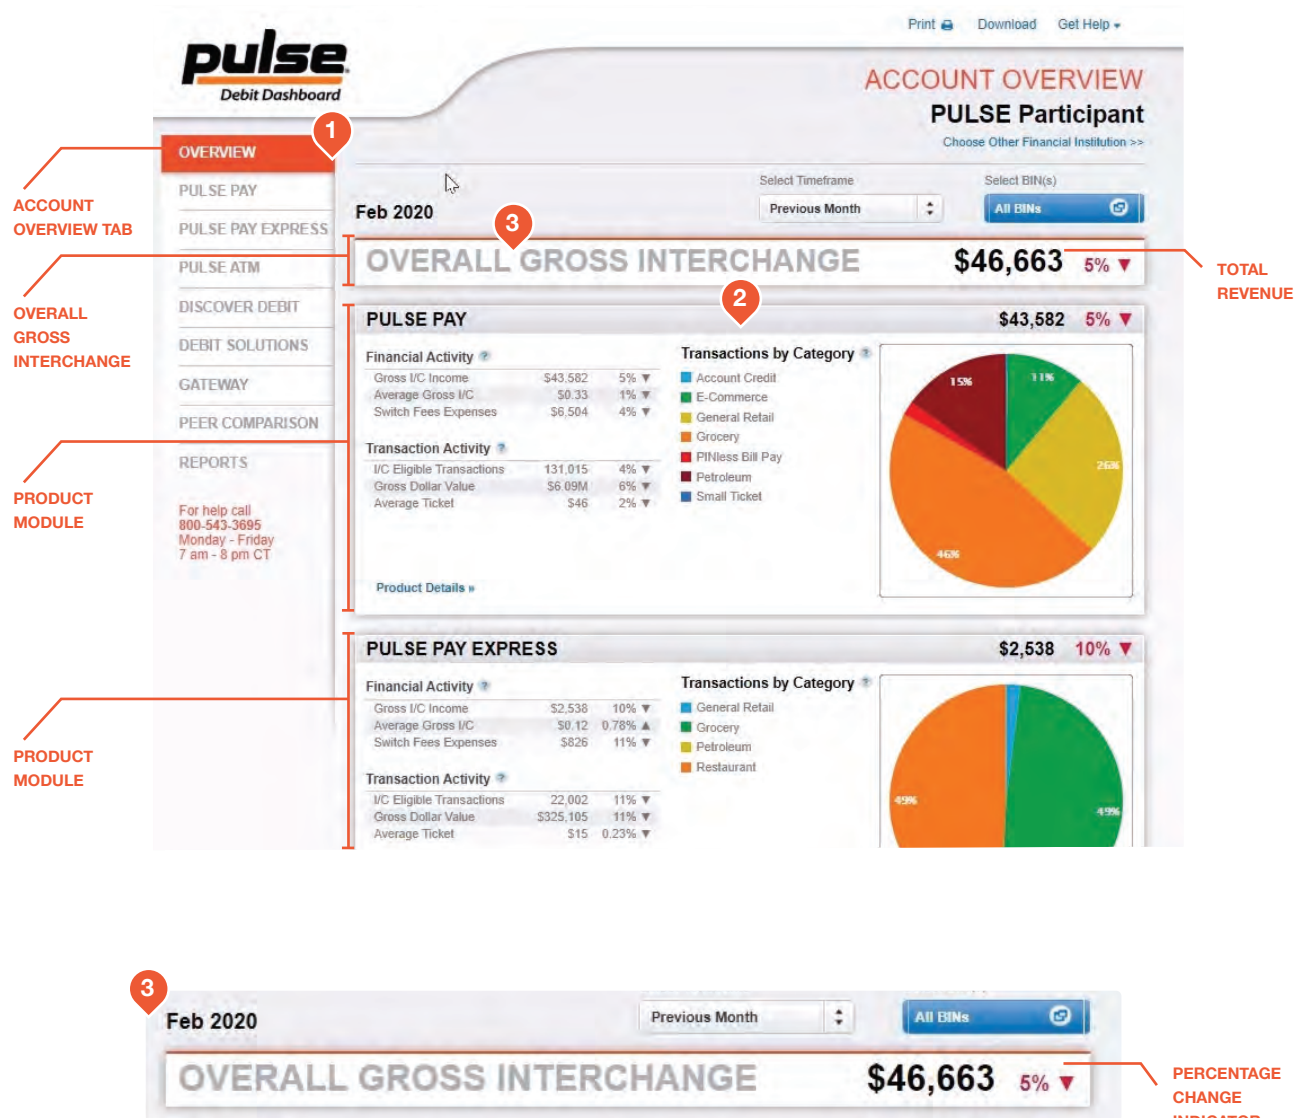 Print Download Get Help
pulse
Debit Dashboard
ACCOUNT OVERVIEW
PULSE Participant
Choose Other Financial Institution >>
1
OVERVIEW
PULSE PAY
PULSE PAY EXPRESS
PULSE ATM
DISCOVER DEBIT
DEBIT SOLUTIONS
GATEWAY
PEER COMPARISON
REPORTS
For help call
800-543-3695
Monday - Friday
7 am - 8 pm CT
ACCOUNT
OVERVIEW TAB
OVERALL
GROSS
INTERCHANGE
PRODUCT
MODULE
PRODUCT
MODULE
Select Timeframe
Select BIN(s)
Feb 2020
Previous Month
All BINs
3
OVERALL GROSS INTERCHANGE $46,663 5% ▼
TOTAL
REVENUE
2
PULSE PAY $43,582 5% ▼
Financial Activity ?
Gross I/C Income $43,582 5% ▼
Average Gross I/C $0.33 1% ▼
Switch Fees Expenses $6,504 4% ▼
Transaction Activity ?
I/C Eligible Transactions 131,015 4% ▼
Gross Dollar Value $6.09M 6% ▼
Average Ticket $46 2% ▼
Product Details »
Transactions by Category ?
Account Credit
E-Commerce
General Retail
Grocery
PINless Bill Pay
Petroleum
Small Ticket
15%
11%
26%
46%
PULSE PAY EXPRESS $2,538 10% ▼
Financial Activity ?
Gross I/C Income $2,538 10% ▼
Average Gross I/C $0.12 0.78% ▲
Switch Fees Expenses $826 11% ▼
Transaction Activity ?
I/C Eligible Transactions 22,002 11% ▼
Gross Dollar Value $325,105 11% ▼
Average Ticket $15 0.23% ▼
Transactions by Category ?
General Retail
Grocery
Petroleum
Restaurant
49%
49%
3
Feb 2020
Previous Month
All BINs
OVERALL GROSS INTERCHANGE $46,663 5% ▼
PERCENTAGE
CHANGE
INDICATOR